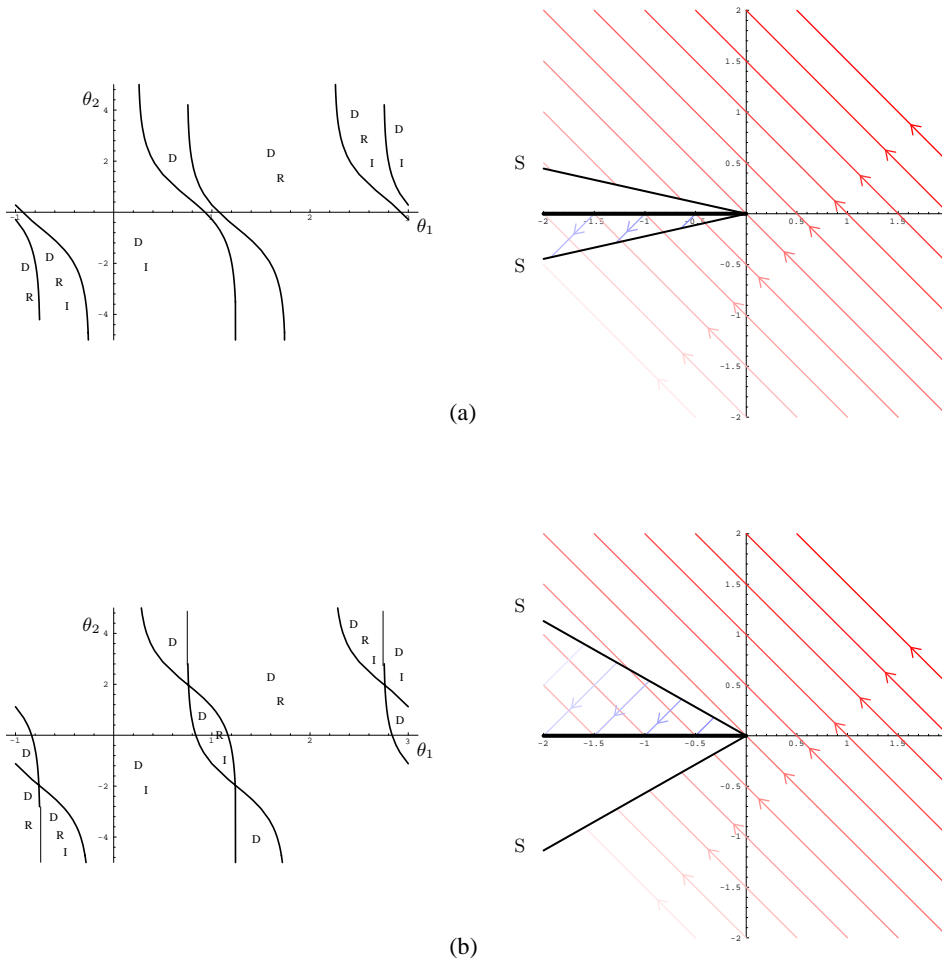 2
1.5
θ2 4 D D
1
D 2 R R
D S 0.5
I I
-1 1 2 3 θ1 -2 -1.5 -1 -0.5 0.5 1 1.5
D
D D S -0.5
R I
R -2 -1
I
-4 -1.5
-2
(a)
2
1.5
θ2 4 D D
R S 1
D I D
2 D R I 0.5
D D
R
-1 1 2 3 θ1 -2 -1.5 -1 -0.5 0.5 1 1.5
D D I
D -2 I -0.5
D
R R -4 D S -1
I -1.5
-2
(b)